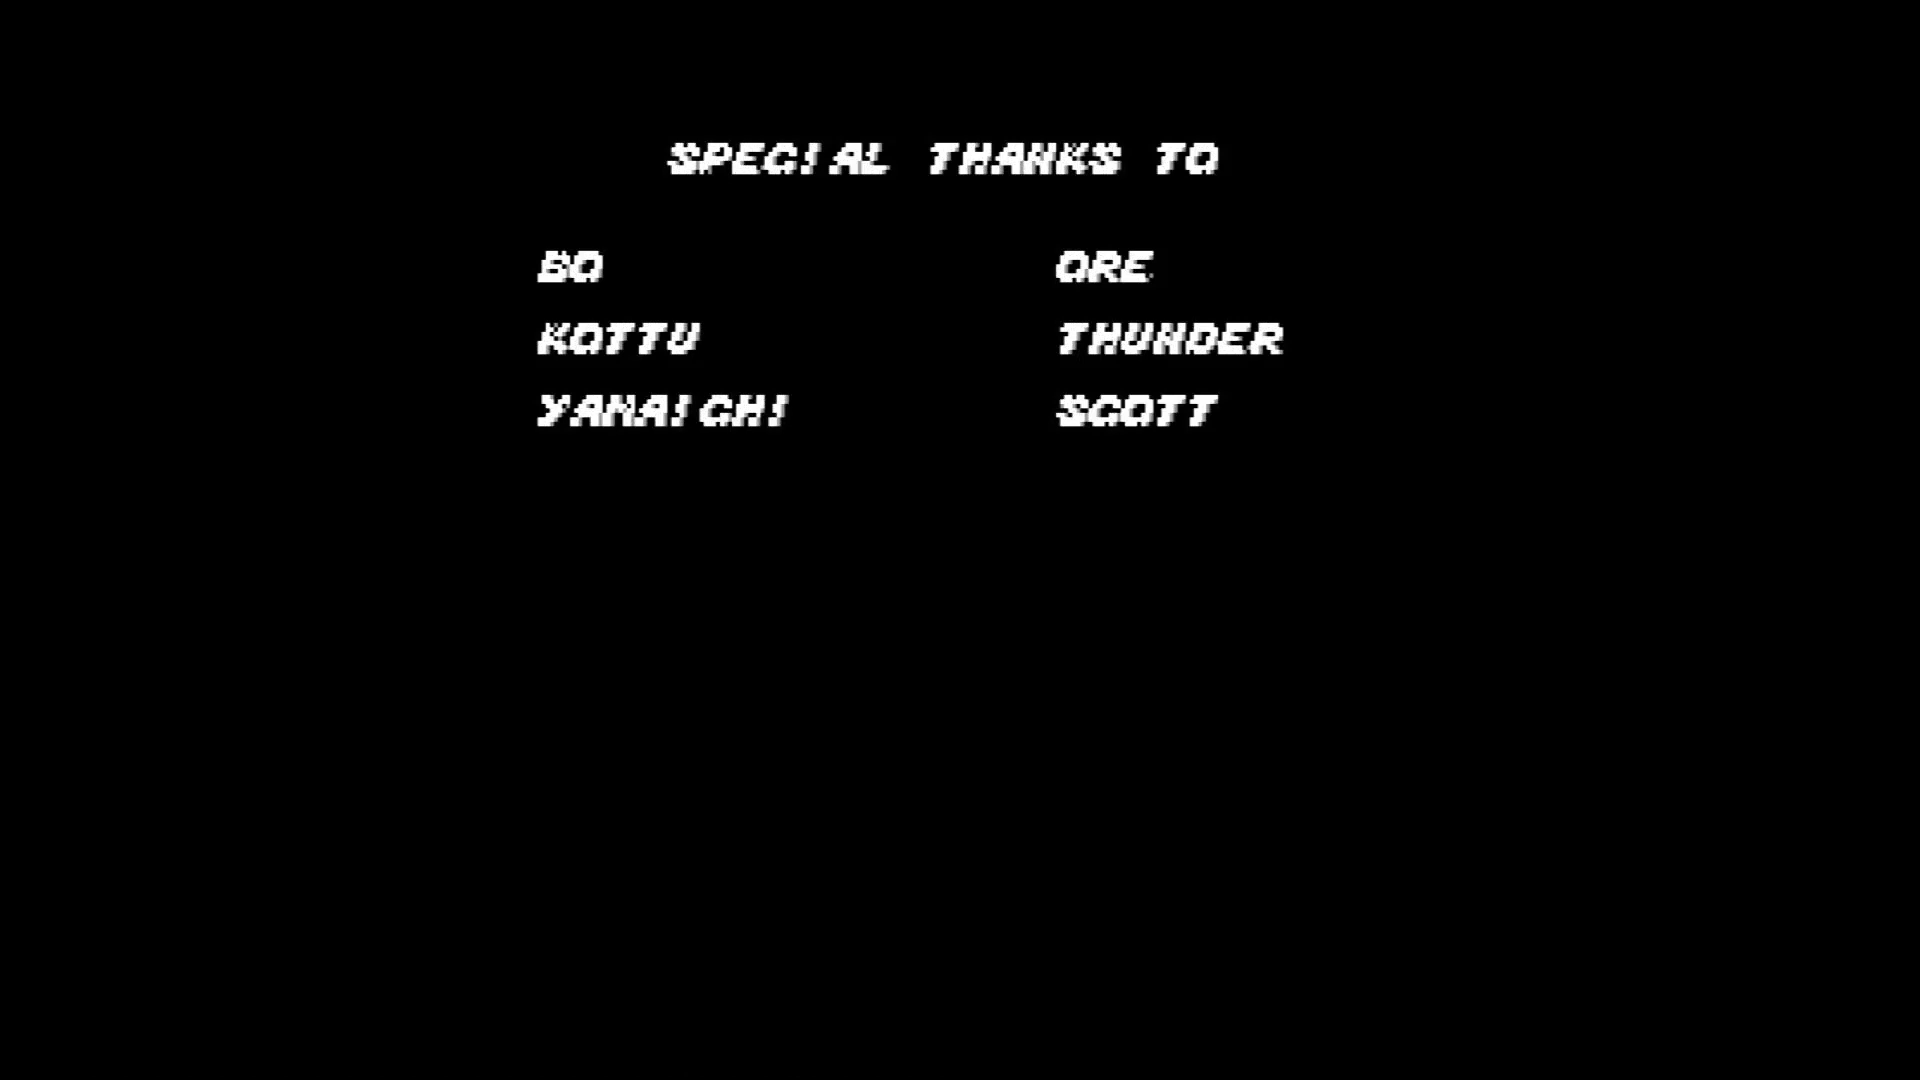 SPECIAL THANKS TO
BO ORE
KOTTU THUNDER
YANAICHI SCOTT